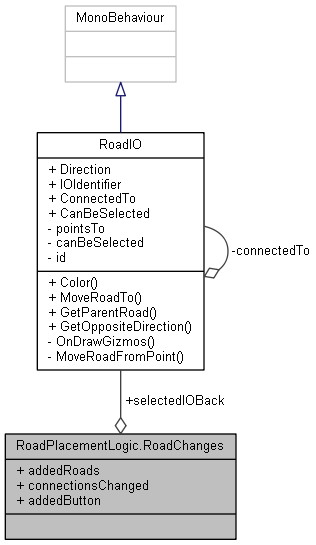 MonoBehaviour
RoadIO
+ Direction
+ IOIdentifier
+ ConnectedTo
+ CanBeSelected
- pointsTo
- canBeSelected
- id
-connectedTo
+ Color()
+ MoveRoadTo()
+ GetParentRoad()
+ GetOppositeDirection()
- OnDrawGizmos()
- MoveRoadFromPoint()
+selectedIOBack
RoadPlacementLogic.RoadChanges
+ addedRoads
+ connectionsChanged
+ addedButton